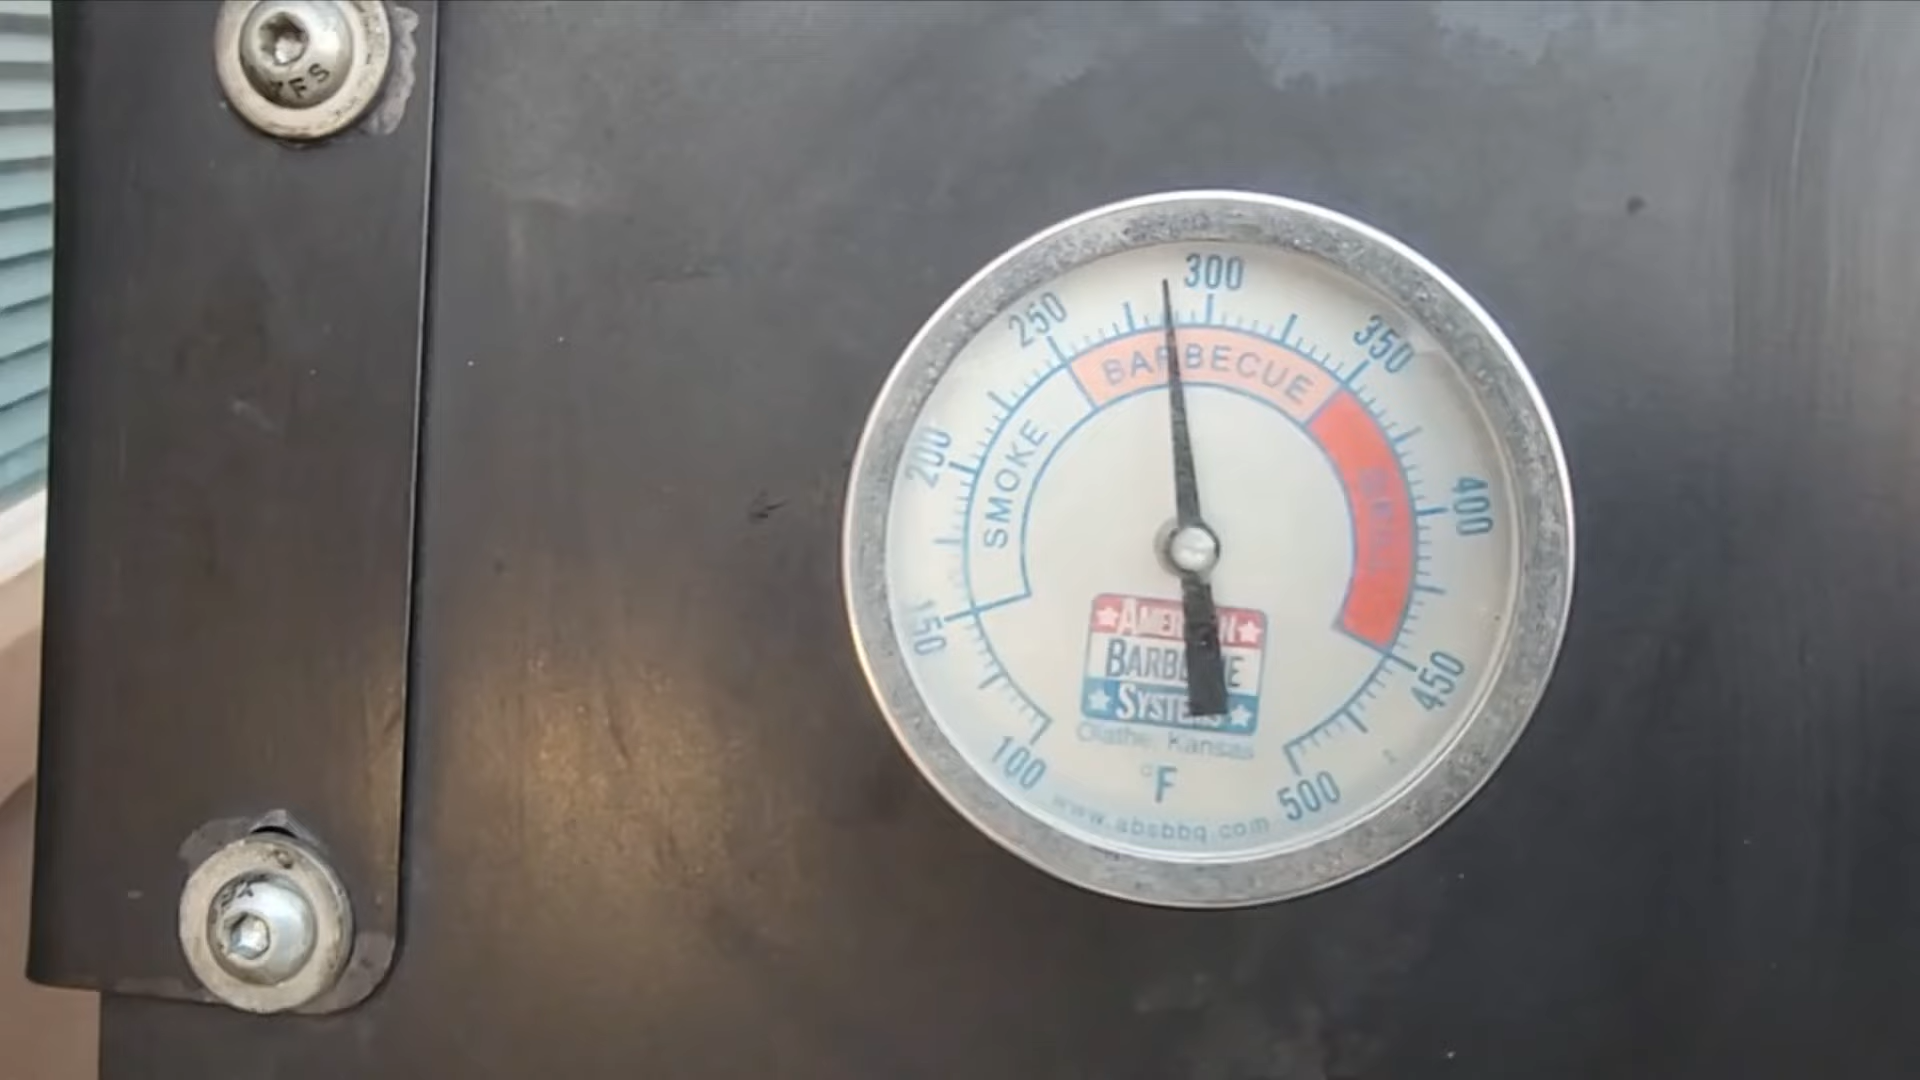 YFS
300
250
350
BARBECUE
200
SMOKE
400
150
AMERICAN
BARBECUE
SYSTEMS
450
Olathe, Kansas
100
°F
500
www.absbbq.com